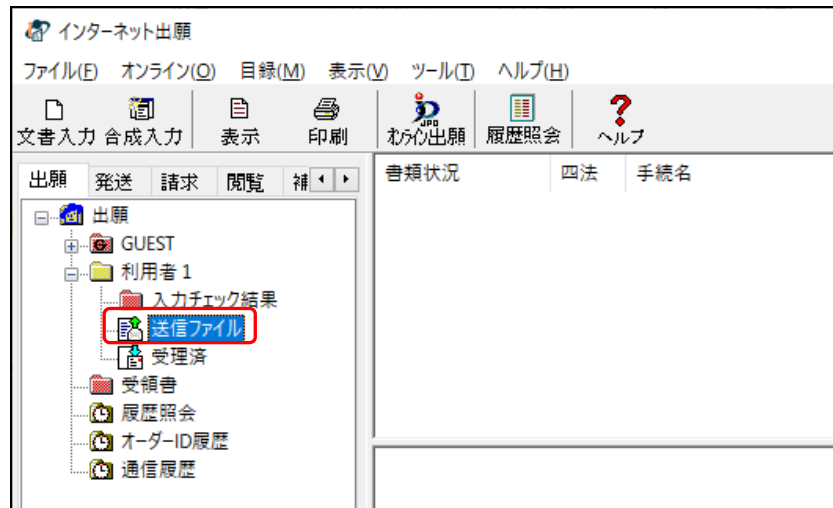 インターネット出願
ファイル(F) オンライン(O) 目録(M) 表示(V) ツール(T) ヘルプ(H)
文書入力 合成入力 表示 印刷 JPO オンライン出願 履歴照会 ヘルプ
出願 発送 請求 閲覧 補
書類状況 四法 手続名
出願
GUEST
利用者1
入力チェック結果
送信ファイル
受理済
受領書
履歴照会
オーダーID履歴
通信履歴